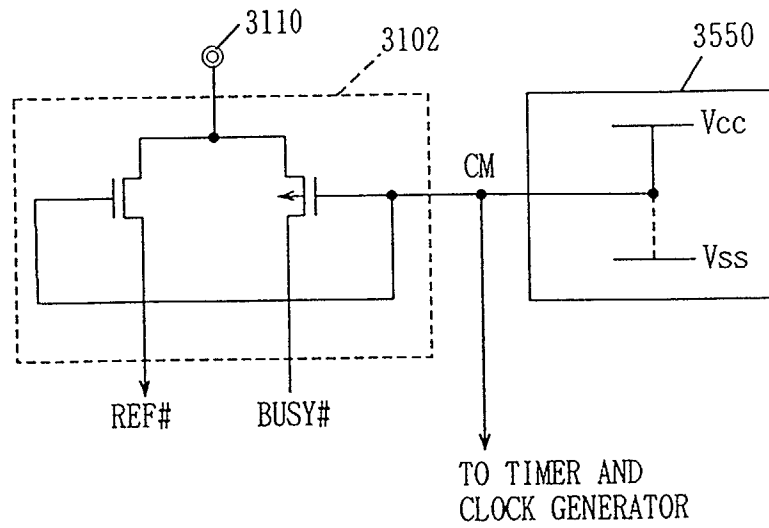 3110
3102
3550
Vcc
CM
Vss
REF#
BUSY#
TO TIMER AND
CLOCK GENERATOR